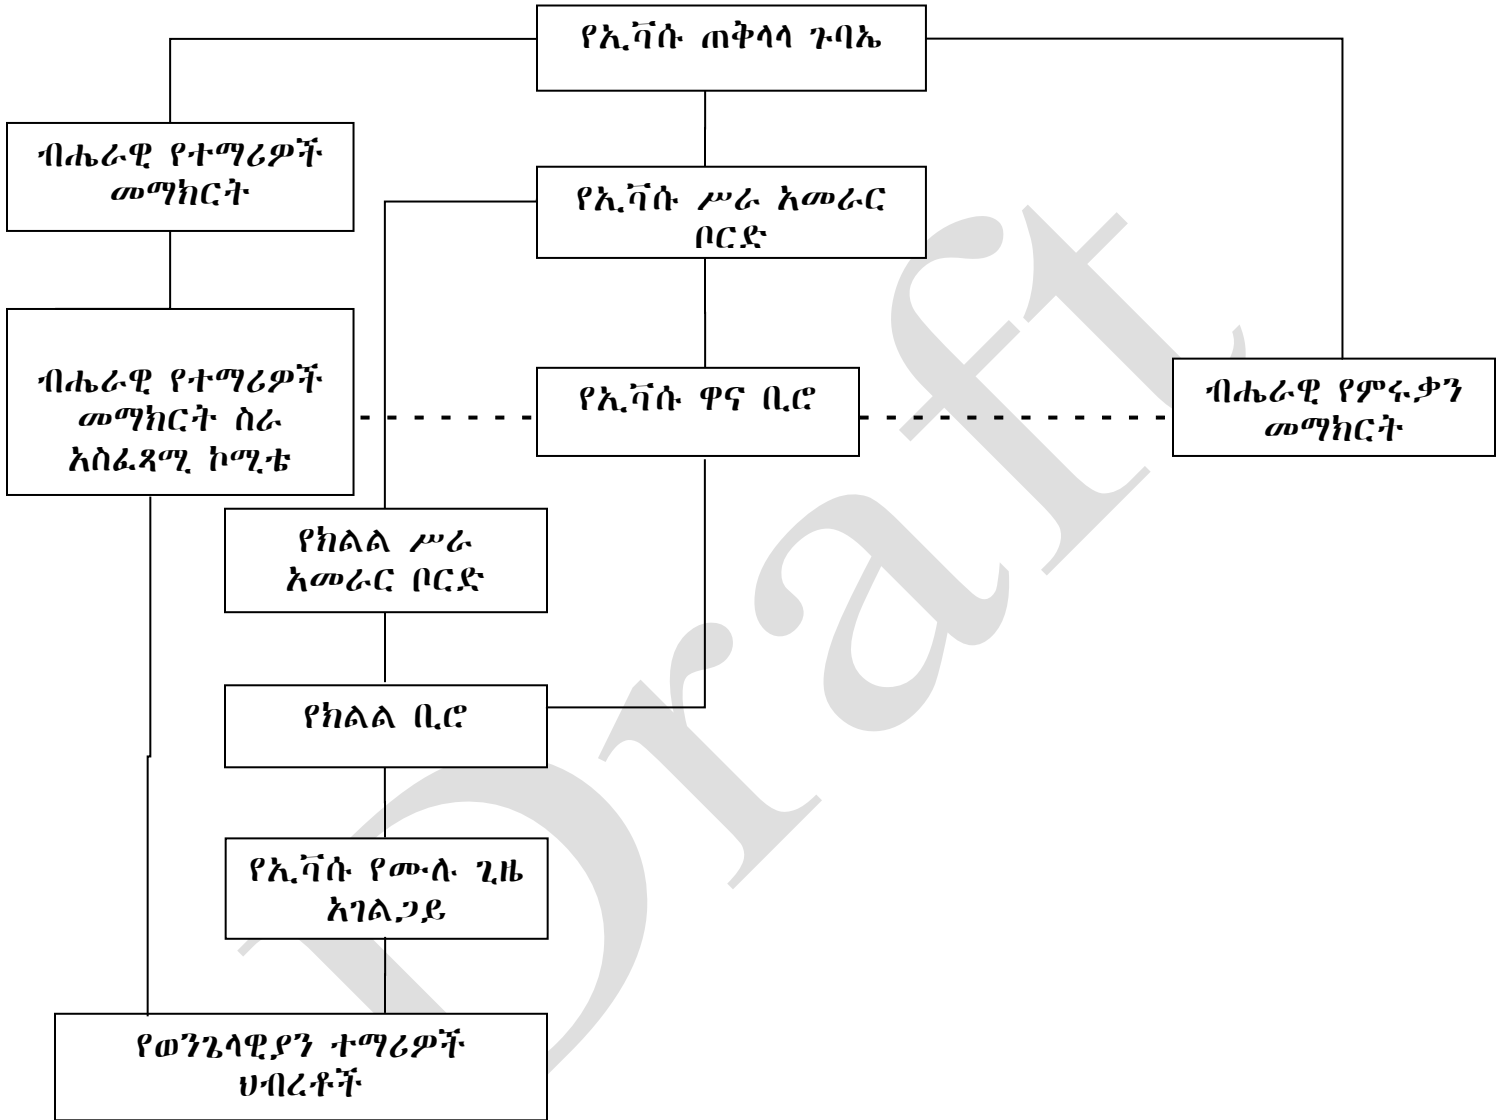 የኢቫሱ ጠቅላላ ጉባኤ
ብሔራዊ የተማሪዎች
መማክርት
የኢቫሱ ሥራ አመራር
ቦርድ
ብሔራዊ የተማሪዎች
መማክርት ስራ
አስፈጻሚ ኮሚቴ
የኢቫሱ ዋና ቢሮ
ብሔራዊ የምሩቃን
መማክርት
የክልል ሥራ
አመራር ቦርድ
የክልል ቢሮ
የኢቫሱ የሙሉ ጊዜ
አገልጋይ
የወንጌላዊያን ተማሪዎች
ህብረቶች
Draft